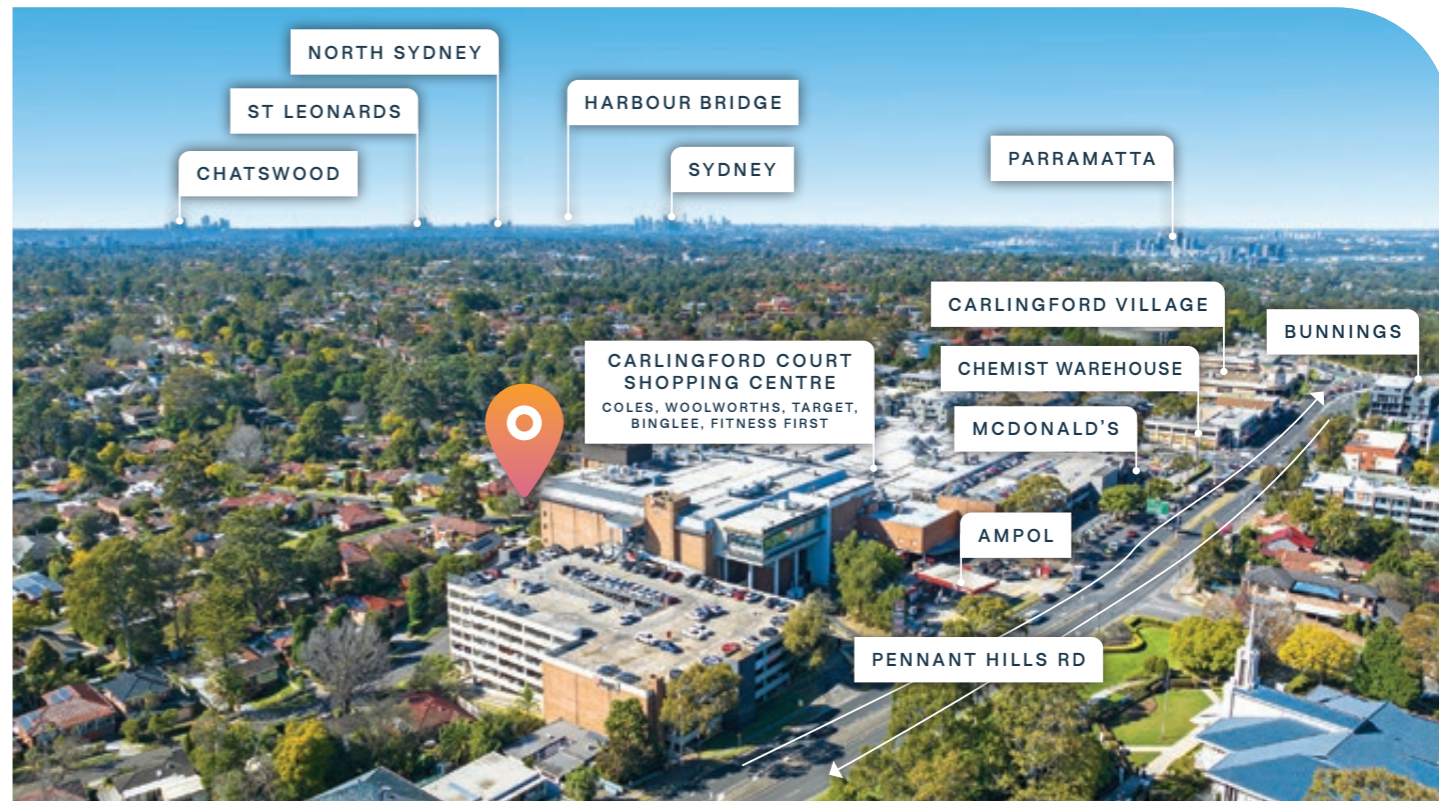 NORTH SYDNEY
ST LEONARDS
HARBOUR BRIDGE
CHATSWOOD
SYDNEY
PARRAMATTA
CARLINGFORD VILLAGE
BUNNINGS
CARLINGFORD COURT
SHOPPING CENTRE
COLES, WOOLWORTHS, TARGET,
BINGLEE, FITNESS FIRST
CHEMIST WAREHOUSE
MCDONALD'S
AMPOL
PENNANT HILLS RD